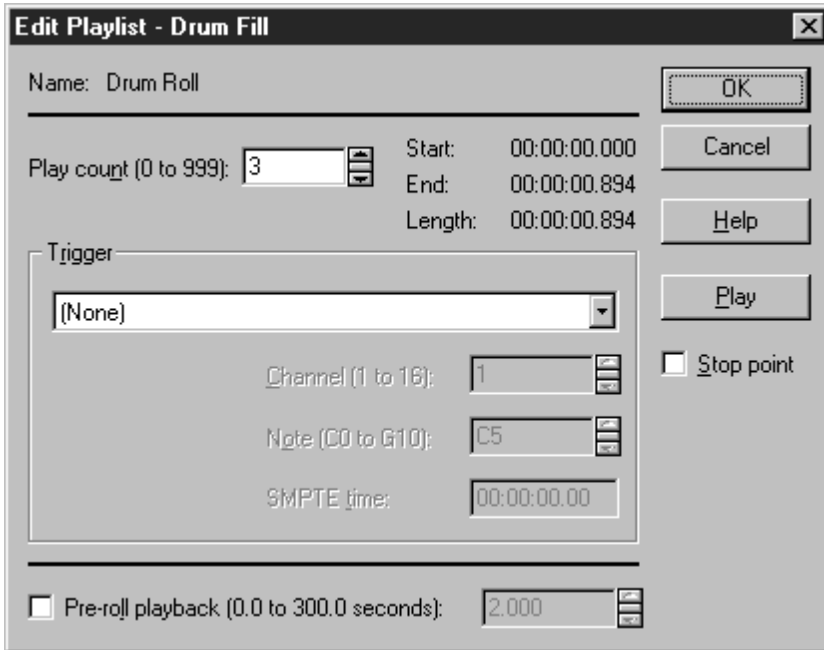 Edit Playlist - Drum Fill
Name: Drum Roll
OK
Play count (0 to 999): 3
Start: 00:00:00.000
End: 00:00:00.894
Length: 00:00:00.894
Cancel
Help
Trigger
(None)
Play
Channel (1 to 16): 1
Stop point
Note (C0 to G10): C5
SMPTE time: 00:00:00.00
Pre-roll playback (0.0 to 300.0 seconds): 2.000